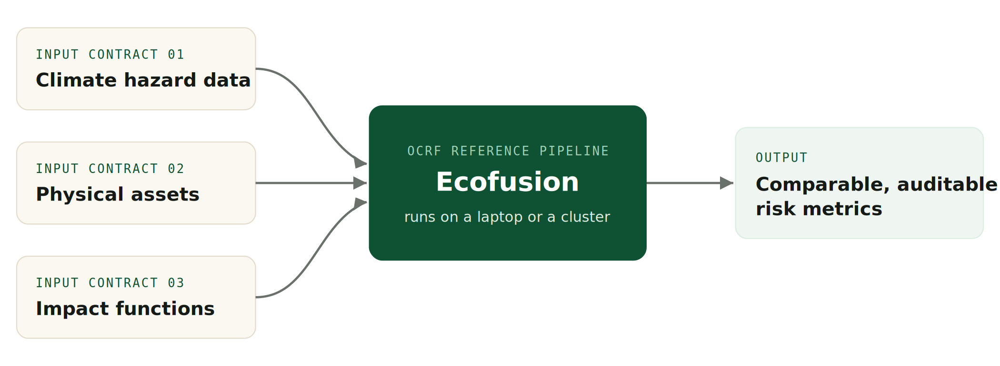 INPUT CONTRACT 01
Climate hazard data
INPUT CONTRACT 02
Physical assets
INPUT CONTRACT 03
Impact functions
OCRF REFERENCE PIPELINE
Ecofusion
runs on a laptop or a cluster
OUTPUT
Comparable, auditable
risk metrics